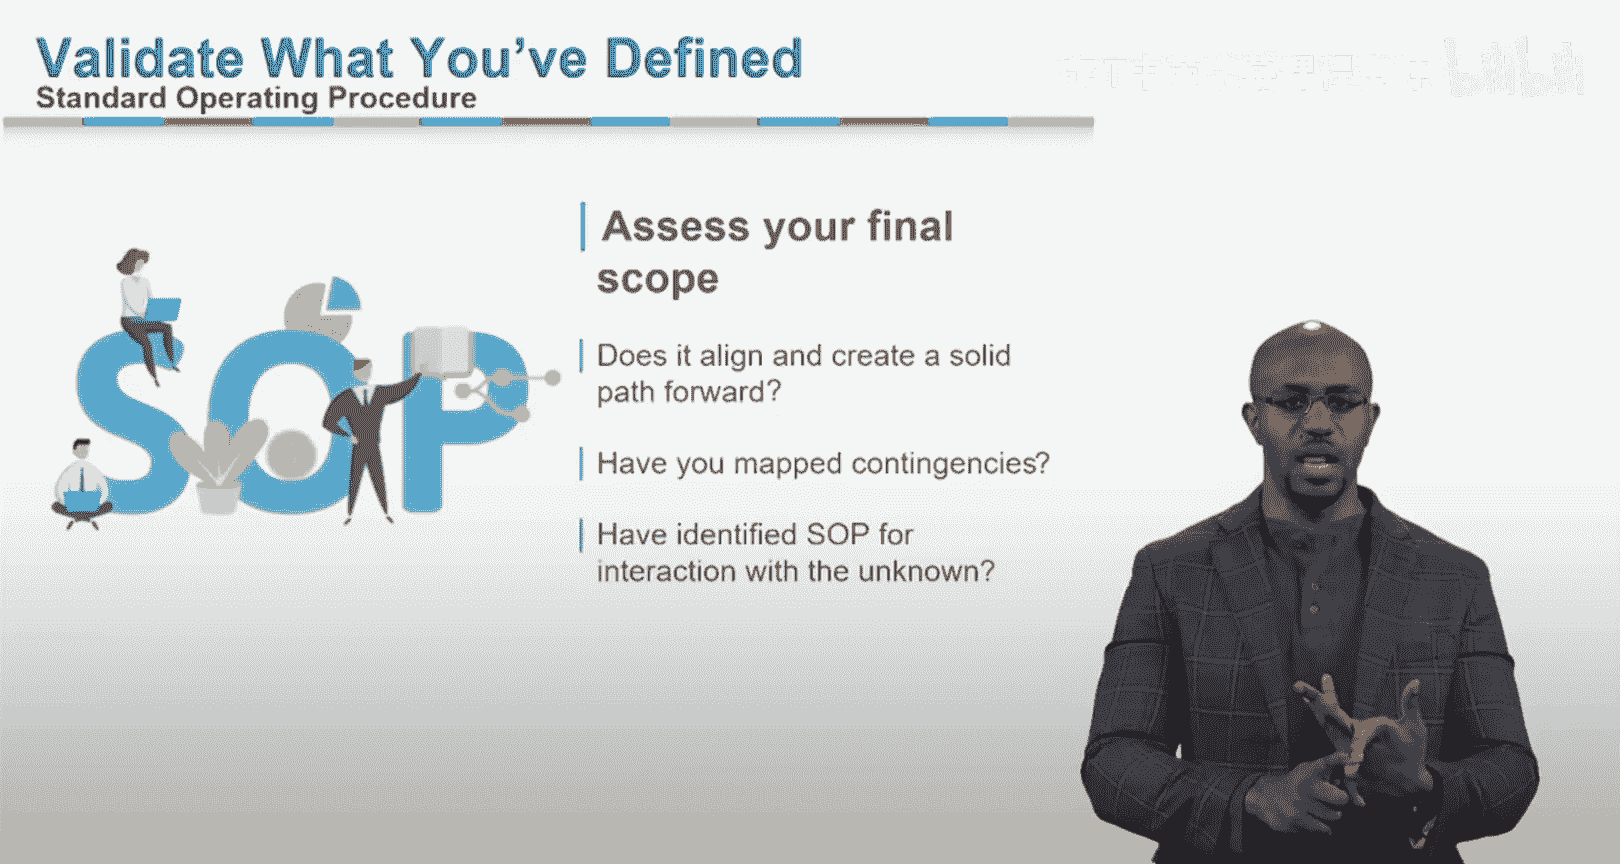 Validate What You've Defined
Standard Operating Procedure
Assess your final
scope
Does it align and create a solid
path forward?
Have you mapped contingencies?
Have identified SOP for
interaction with the unknown?
SOP
bilibili